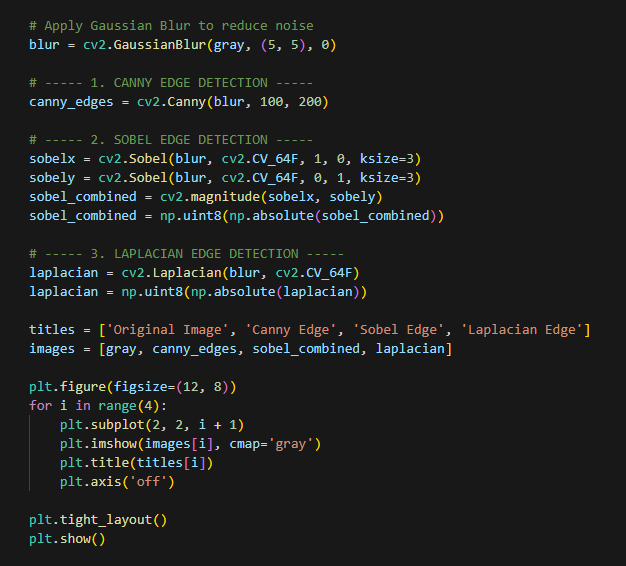 # Apply Gaussian Blur to reduce noise
blur = cv2.GaussianBlur(gray, (5, 5), 0)

# ----- 1. CANNY EDGE DETECTION -----
canny_edges = cv2.Canny(blur, 100, 200)

# ----- 2. SOBEL EDGE DETECTION -----
sobelx = cv2.Sobel(blur, cv2.CV_64F, 1, 0, ksize=3)
sobely = cv2.Sobel(blur, cv2.CV_64F, 0, 1, ksize=3)
sobel_combined = cv2.magnitude(sobelx, sobely)
sobel_combined = np.uint8(np.absolute(sobel_combined))

# ----- 3. LAPLACIAN EDGE DETECTION -----
laplacian = cv2.Laplacian(blur, cv2.CV_64F)
laplacian = np.uint8(np.absolute(laplacian))

titles = ['Original Image', 'Canny Edge', 'Sobel Edge', 'Laplacian Edge']
images = [gray, canny_edges, sobel_combined, laplacian]

plt.figure(figsize=(12, 8))
for i in range(4):
    plt.subplot(2, 2, i + 1)
    plt.imshow(images[i], cmap='gray')
    plt.title(titles[i])
    plt.axis('off')

plt.tight_layout()
plt.show()